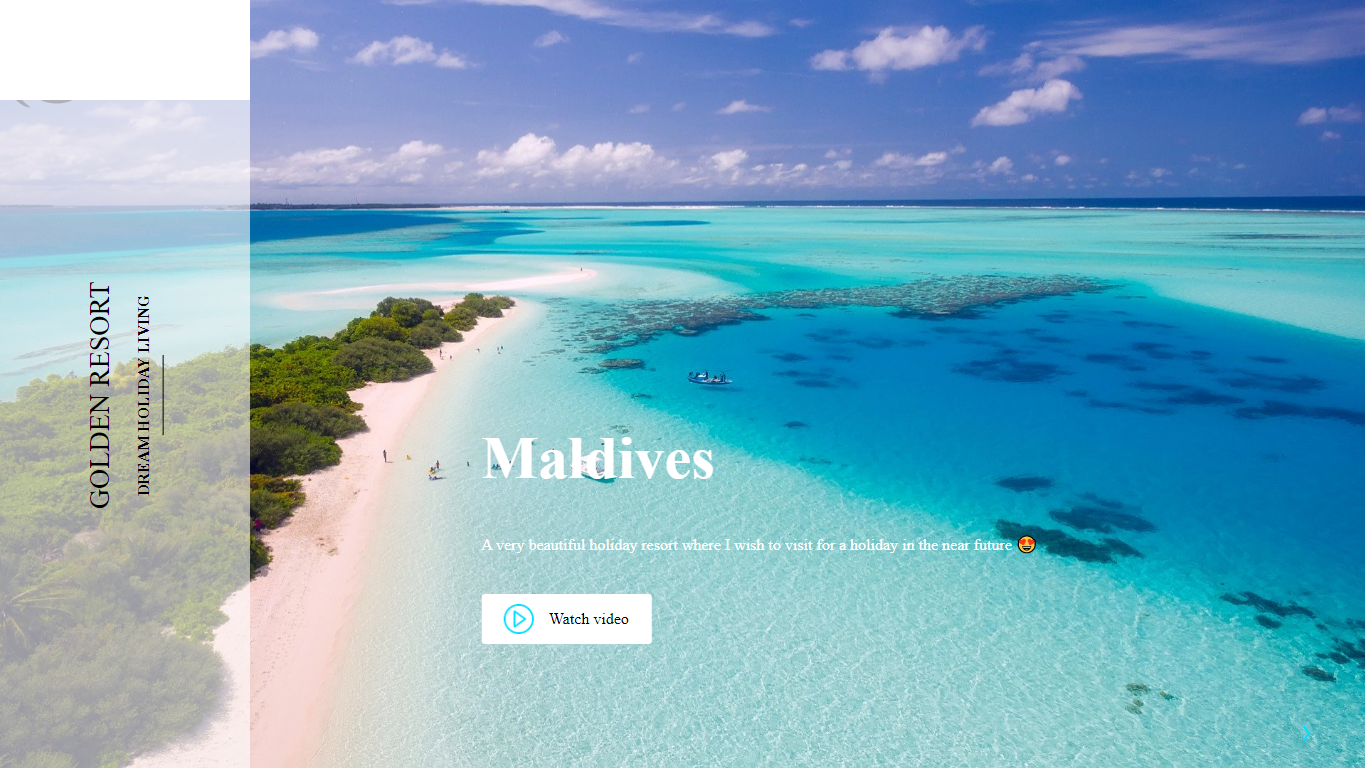 GOLDEN RESORT
DREAM HOLIDAY LIVING
Maldives
A very beautiful holiday resort where I wish to visit for a holiday in the near future 😍
Watch video